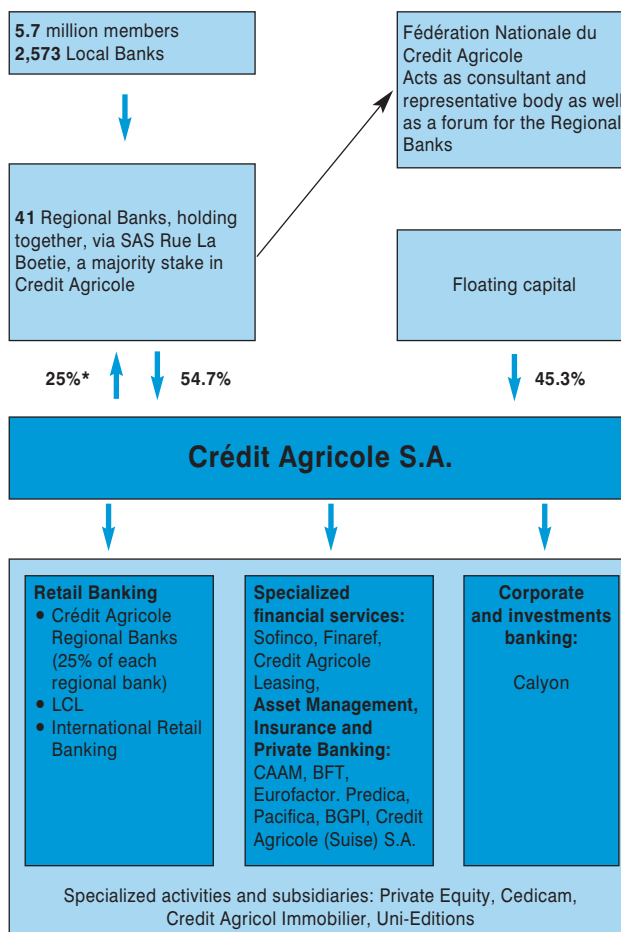 5.7 million members
2,573 Local Banks
Fédération Nationale du
Credit Agricole
Acts as consultant and
representative body as well
as a forum for the Regional
Banks
41 Regional Banks, holding
together, via SAS Rue La
Boetie, a majority stake in
Credit Agricole
Floating capital
25%*
54.7%
45.3%
Crédit Agricole S.A.
Retail Banking
• Crédit Agricole
Regional Banks
(25% of each
regional bank)
• LCL
• International Retail
Banking
Specialized
financial services:
Sofinco, Finaref,
Credit Agricole
Leasing,
Asset Management,
Insurance and
Private Banking:
CAAM, BFT,
Eurofactor. Predica,
Pacifica, BGPI, Credit
Agricole (Suise) S.A.
Corporate
and investments
banking:
Calyon
Specialized activities and subsidiaries: Private Equity, Cedicam,
Credit Agricol Immobilier, Uni-Editions